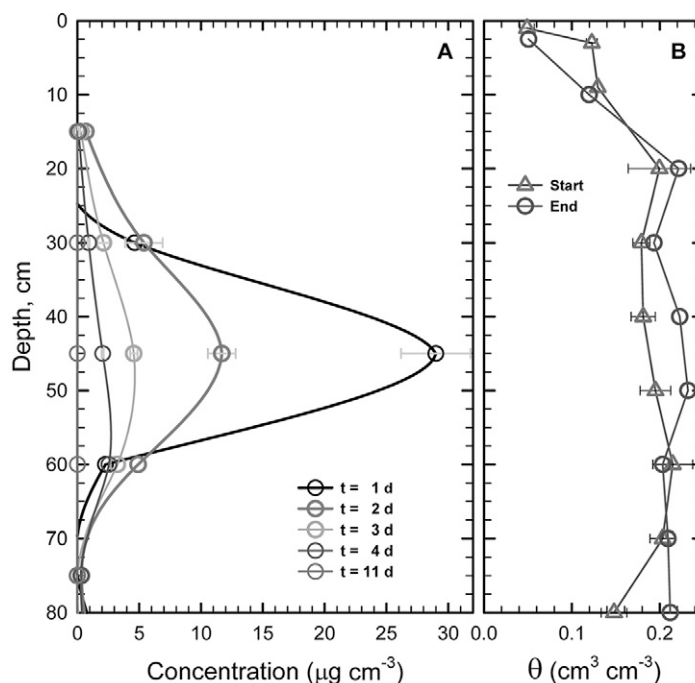 A
B
0
10
20
30
40
50
60
70
80
Depth, cm
t = 1 d
t = 2 d
t = 3 d
t = 4 d
t = 11 d
Start
End
0 5 10 15 20 25 30
0.0 0.1 0.2
Concentration (μg cm⁻³)
θ (cm³ cm⁻³)